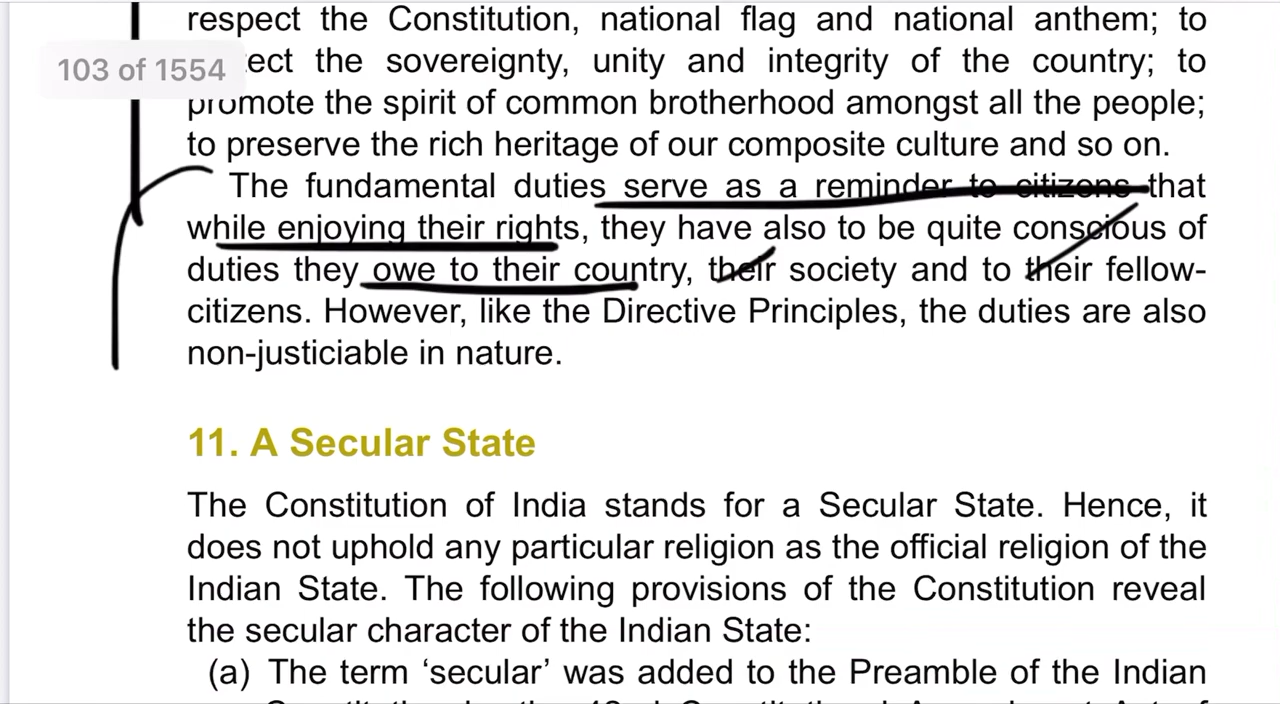 respect the Constitution, national flag and national anthem; to
103 of 1554
ect the sovereignty, unity and integrity of the country; to
promote the spirit of common brotherhood amongst all the people;
to preserve the rich heritage of our composite culture and so on.
The fundamental duties serve as a reminder to citizens that
while enjoying their rights, they have also to be quite conscious of
duties they owe to their country, their society and to their fellow-
citizens. However, like the Directive Principles, the duties are also
non-justiciable in nature.
11. A Secular State
The Constitution of India stands for a Secular State. Hence, it
does not uphold any particular religion as the official religion of the
Indian State. The following provisions of the Constitution reveal
the secular character of the Indian State:
(a) The term ‘secular’ was added to the Preamble of the Indian